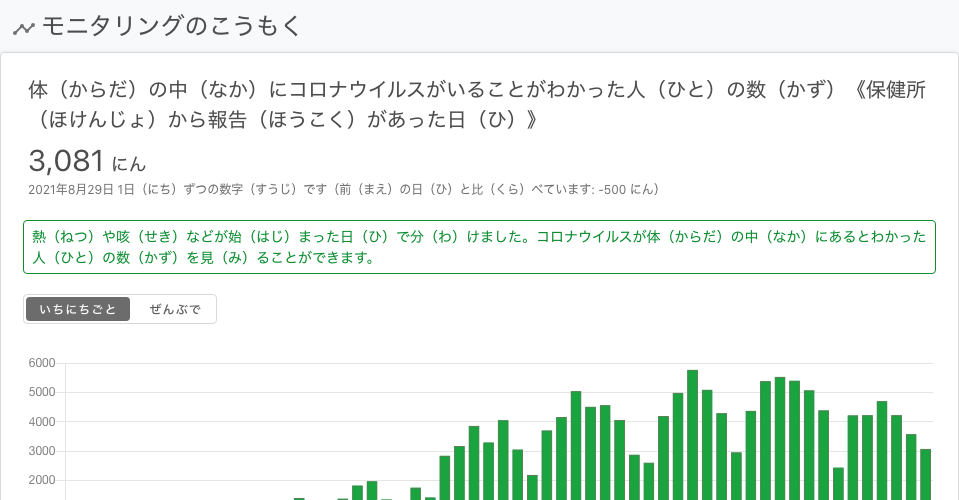 モニタリングのこうもく
体（からだ）の中（なか）にコロナウイルスがいることがわかった人（ひと）の数（かず）《保健所
（ほけんじょ）から報告（ほうこく）があった日（ひ）》
3,081 にん
2021年8月29日 1日（にち）ずつの数字（すうじ）です（前（まえ）の日（ひ）と比（くら）べています: -500 にん）
熱（ねつ）や咳（せき）などが始（はじ）まった日（ひ）で分（わ）けました。コロナウイルスが体（からだ）の中（なか）にあるとわかった
人（ひと）の数（かず）を見（み）ることができます。
いちにちごと ぜんぶで
6000
5000
4000
3000
2000